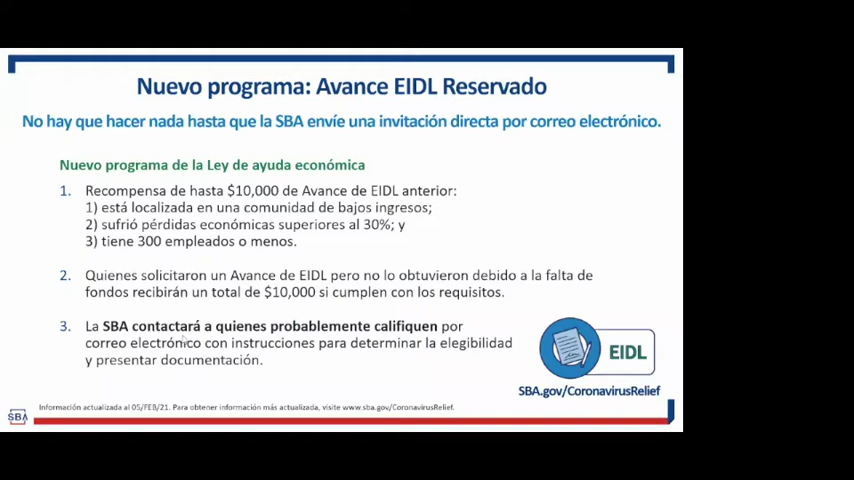 Nuevo programa: Avance EIDL Reservado
No hay que hacer nada hasta que la SBA envíe una invitación directa por correo electrónico.
Nuevo programa de la Ley de ayuda económica
1. Recompensa de hasta $10,000 de Avance de EIDL anterior:
1) está localizada en una comunidad de bajos ingresos;
2) sufrió pérdidas económicas superiores al 30%; y
3) tiene 300 empleados o menos.
2. Quienes solicitaron un Avance de EIDL pero no lo obtuvieron debido a la falta de
fondos recibirán un total de $10,000 si cumplen con los requisitos.
3. La SBA contactará a quienes probablemente califiquen por
correo electrónico con instrucciones para determinar la elegibilidad
y presentar documentación.
EIDL
SBA.gov/CoronavirusRelief
Información actualizada al 05/FEB/21. Para obtener información más actualizada, visite www.sba.gov/CoronavirusRelief.
SBA